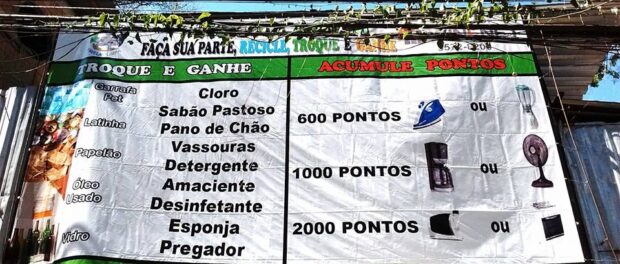 FAÇA SUA PARTE, RECICLE, TROQUE E GANHE
TROQUE E GANHE
ACUMULE PONTOS
Garrafa
Pet
Latinha
Papelão
Óleo
Usado
Vidro
Cloro
Sabão Pastoso
Pano de Chão
Vassouras
Detergente
Amaciente
Desinfetante
Esponja
Pregador
600 PONTOS ou
1000 PONTOS ou
2000 PONTOS ou